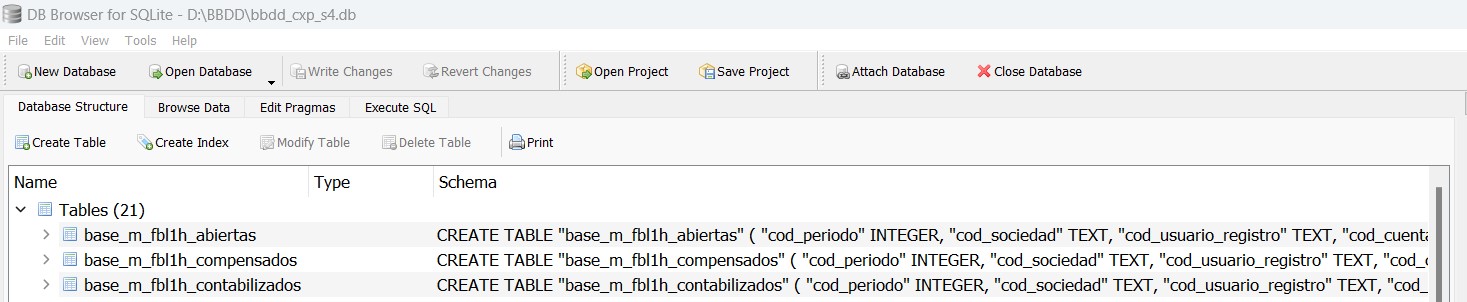 DB Browser for SQLite - D:\BBDD\bbdd_cxp_s4.db
File Edit View Tools Help
New Database Open Database Write Changes Revert Changes Open Project Save Project Attach Database Close Database
Database Structure Browse Data Edit Pragmas Execute SQL
Create Table Create Index Modify Table Delete Table Print
Name Type Schema
Tables (21)
base_m_fbl1h_abiertas CREATE TABLE "base_m_fbl1h_abiertas" ( "cod_periodo" INTEGER, "cod_sociedad" TEXT, "cod_usuario_registro" TEXT, "cod_cuenta
base_m_fbl1h_compensados CREATE TABLE "base_m_fbl1h_compensados" ( "cod_periodo" INTEGER, "cod_sociedad" TEXT, "cod_usuario_registro" TEXT, "cod_c
base_m_fbl1h_contabilizados CREATE TABLE "base_m_fbl1h_contabilizados" ( "cod_periodo" INTEGER, "cod_sociedad" TEXT, "cod_usuario_registro" TEXT, "cod_